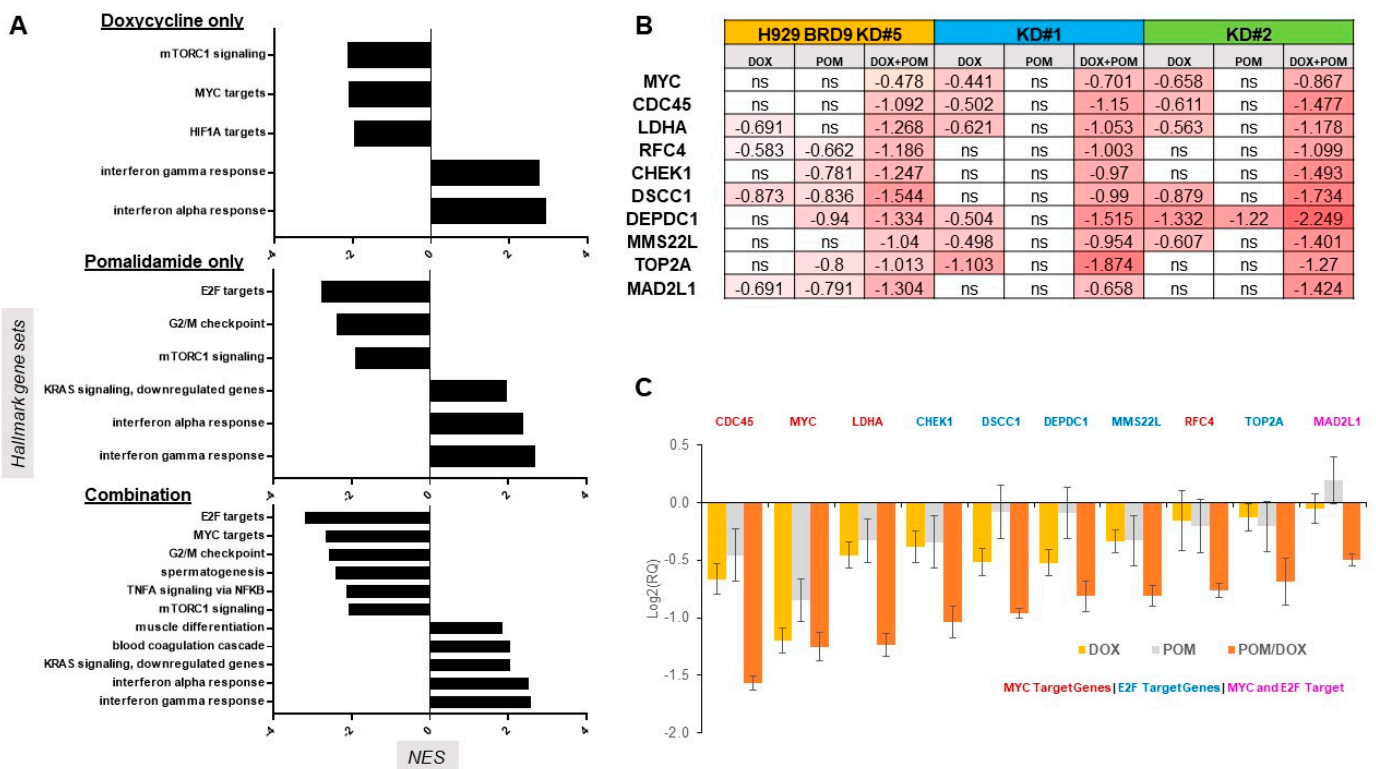 A
Doxycycline only
mTORC1 signaling
MYC targets
HIF1A targets
interferon gamma response
interferon alpha response
-4 -2 0 2 4
Pomalidamide only
E2F targets
G2/M checkpoint
mTORC1 signaling
KRAS signaling, downregulated genes
interferon alpha response
interferon gamma response
-4 -2 0 2 4
Combination
E2F targets
MYC targets
G2/M checkpoint
spermatogenesis
TNFA signaling via NFKB
mTORC1 signaling
muscle differentiation
blood coagulation cascade
KRAS signaling, downregulated genes
interferon alpha response
interferon gamma response
-4 -2 0 2 4
Hallmark gene sets
NES
B
H929 BRD9 KD#5 KD#1 KD#2
DOX POM DOX+POM DOX POM DOX+POM DOX POM DOX+POM
MYC ns ns -0.478 -0.441 ns -0.701 -0.658 ns -0.867
CDC45 ns ns -1.092 -0.502 ns -1.15 -0.611 ns -1.477
LDHA -0.691 ns -1.268 -0.621 ns -1.053 -0.563 ns -1.178
RFC4 -0.583 -0.662 -1.186 ns ns -1.003 ns ns -1.099
CHEK1 ns -0.781 -1.247 ns ns -0.97 ns ns -1.493
DSCC1 -0.873 -0.836 -1.544 ns ns -0.99 -0.879 ns -1.734
DEPDC1 ns -0.94 -1.334 -0.504 ns -1.515 -1.332 -1.22 -2.249
MMS22L ns ns -1.04 -0.498 ns -0.954 -0.607 ns -1.401
TOP2A ns -0.8 -1.013 -1.103 ns -1.874 ns ns -1.27
MAD2L1 -0.691 -0.791 -1.304 ns ns -0.658 ns ns -1.424
C
CDC45 MYC LDHA CHEK1 DSCC1 DEPDC1 MMS22L RFC4 TOP2A MAD2L1
0.5
0.0
-0.5
-1.0
-1.5
-2.0
Log2(RQ)
DOX POM POM/DOX
MYC Target Genes | E2F Target Genes | MYC and E2F Target